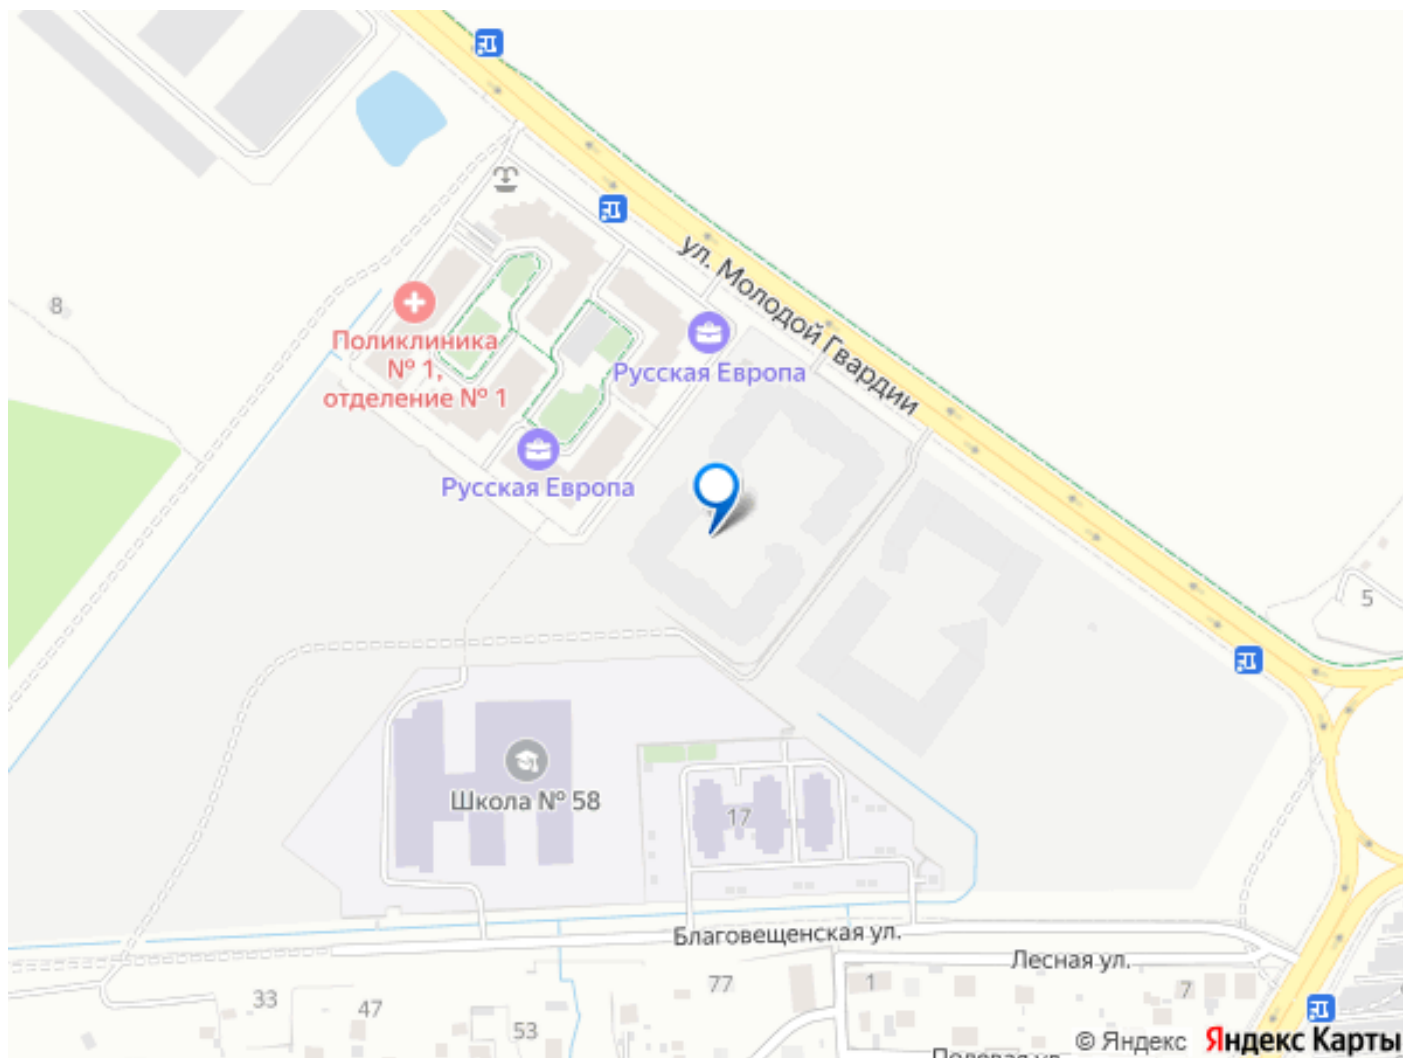 ул. Молодой Гвардии
8
Поликлиника
№ 1,
отделение № 1
Русская Европа
Русская Европа
5
Школа № 58
17
Благовещенская ул.
Лесная ул.
77
1
7
33
47
53
© Яндекс
Яндекс Карты